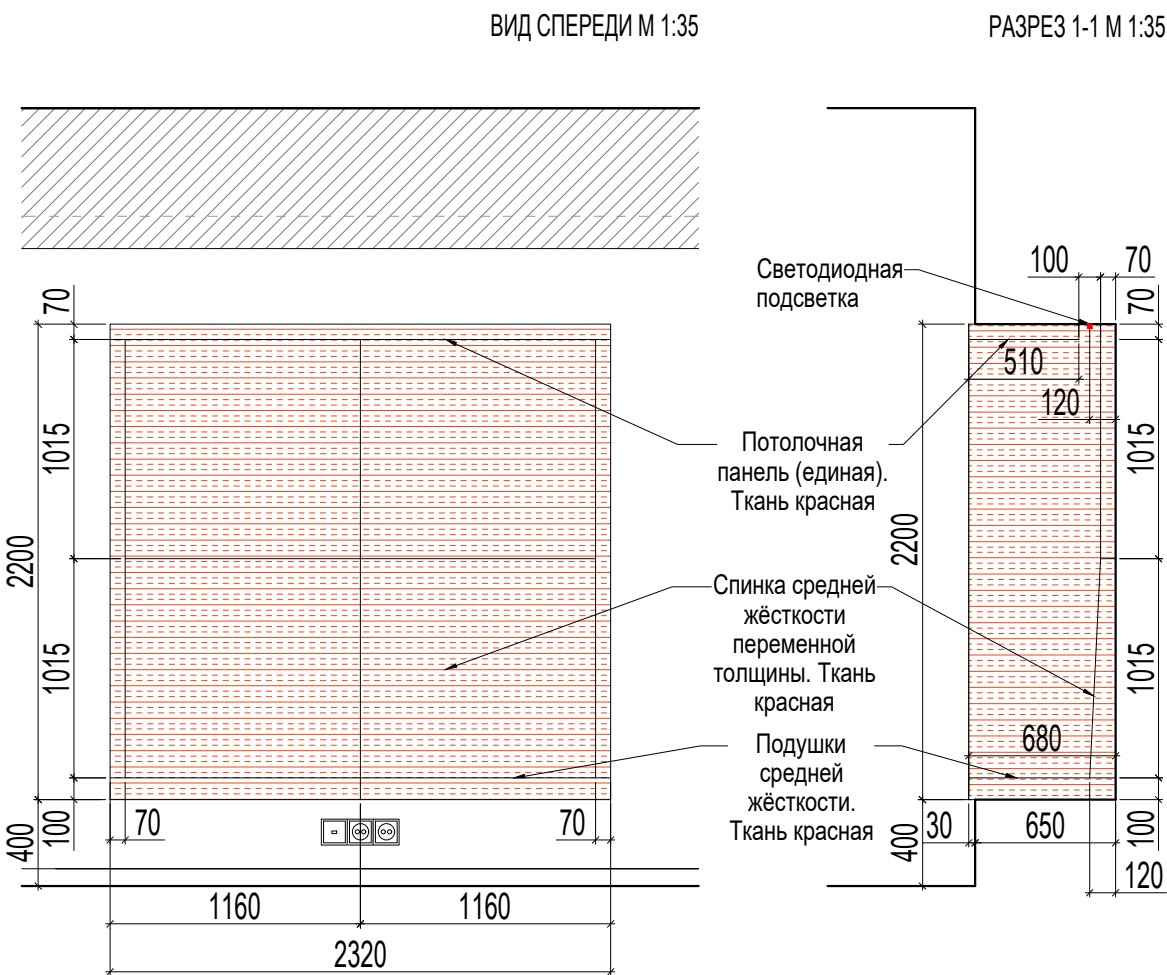 ВИД СПЕРЕДИ М 1:35
РАЗРЕЗ 1-1 М 1:35
70
1015
2200
1015
100
400
70
70
1160
1160
2320
Светодиодная
подсветка
Потолочная
панель (единая).
Ткань красная
Спинка средней
жёсткости
переменной
толщины. Ткань
красная
Подушки
средней
жёсткости.
Ткань красная
100
70
70
510
120
1015
2200
1015
680
30
650
400
100
120